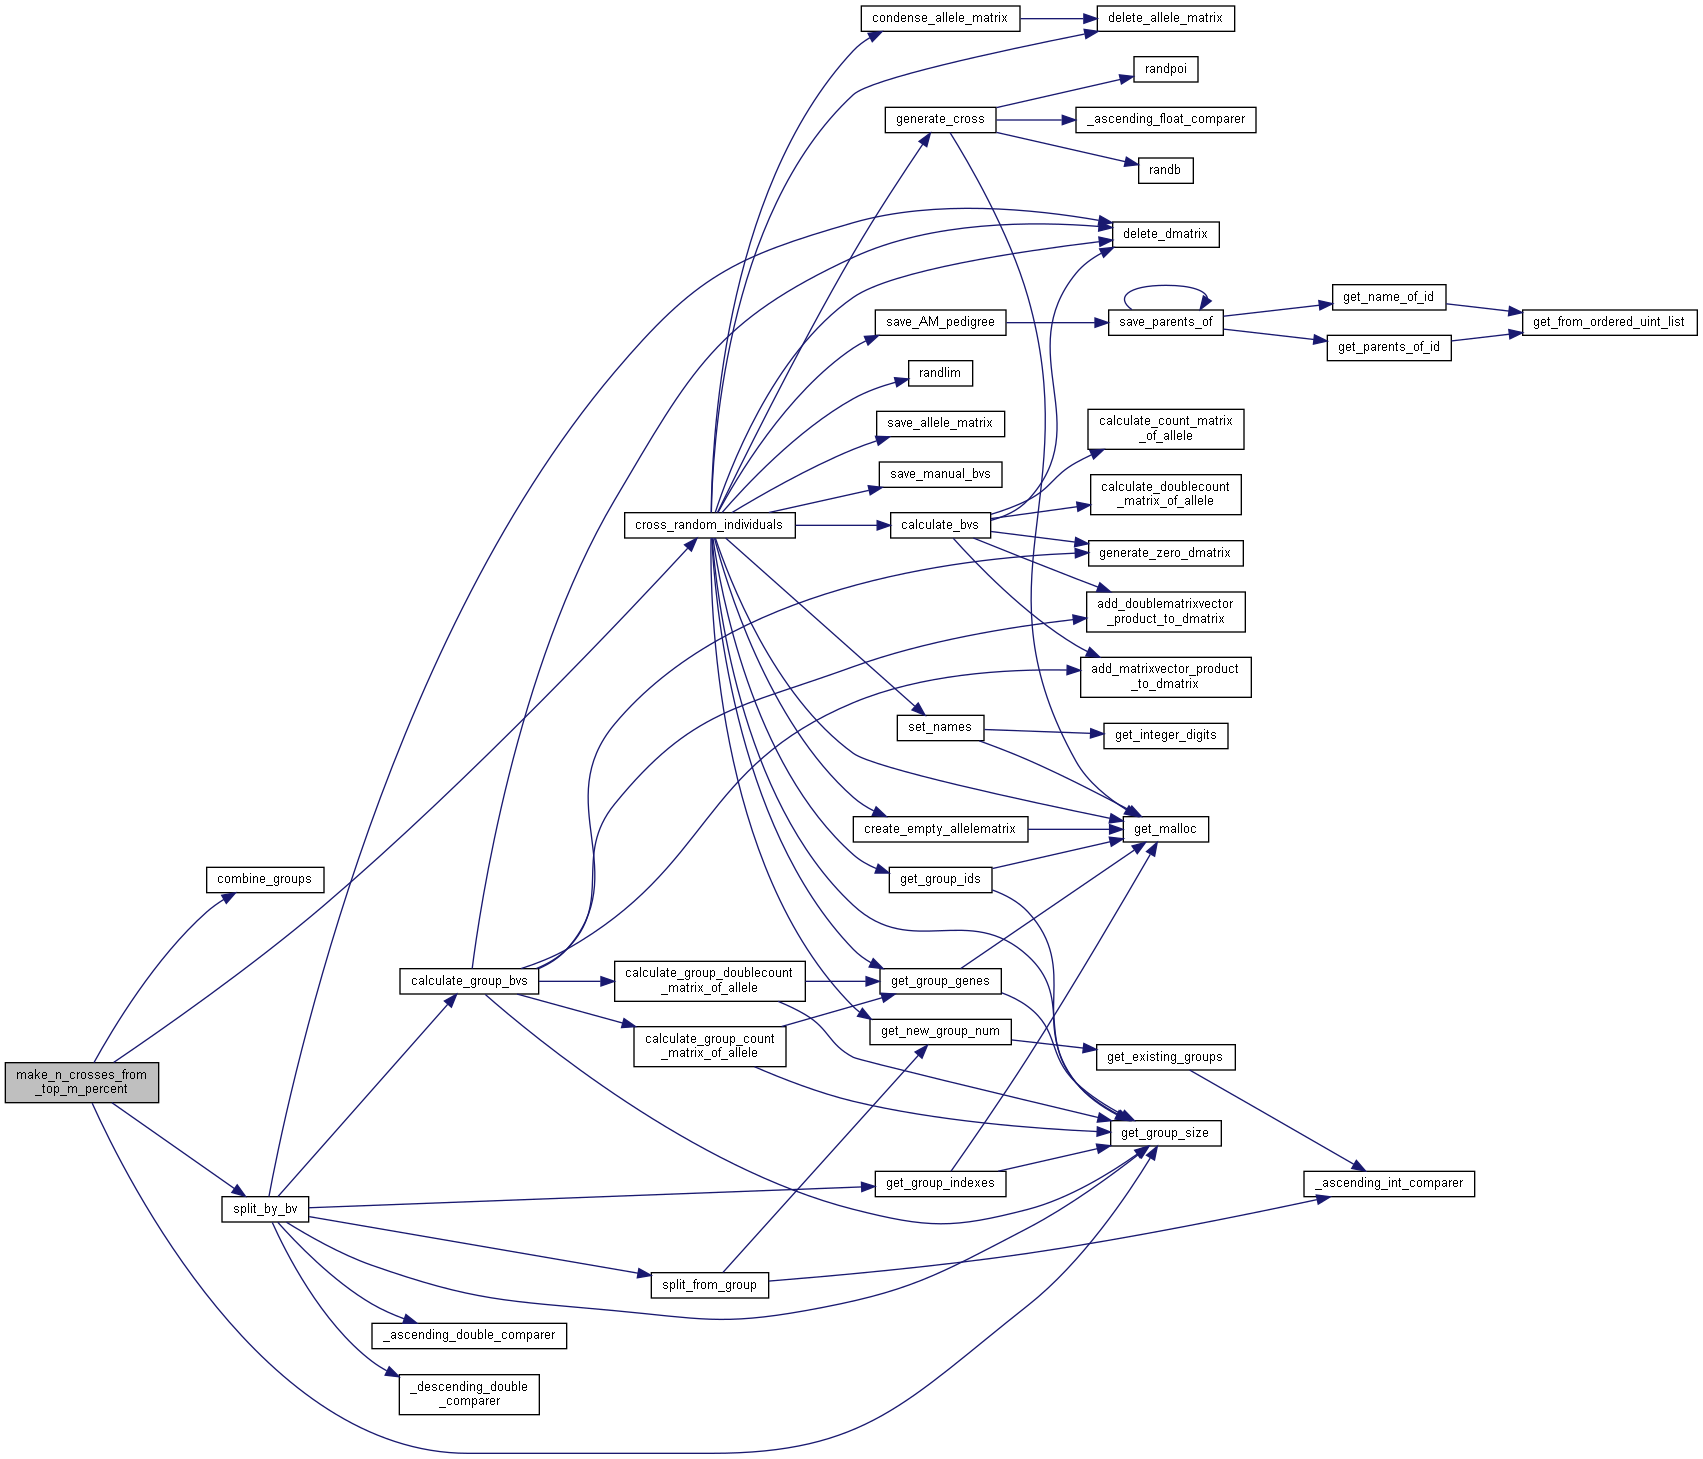 condense_allele_matrix
delete_allele_matrix
randpoi
generate_cross
_ascending_float_comparer
randb
delete_dmatrix
get_name_of_id
save_AM_pedigree
save_parents_of
get_from_ordered_uint_list
get_parents_of_id
randlim
save_allele_matrix
calculate_count_matrix
_of_allele
save_manual_bvs
calculate_doublecount
_matrix_of_allele
cross_random_individuals
calculate_bvs
generate_zero_dmatrix
add_doublematrixvector
_product_to_dmatrix
add_matrixvector_product
_to_dmatrix
set_names
get_integer_digits
create_empty_allelematrix
get_malloc
combine_groups
get_group_ids
calculate_group_bvs
calculate_group_doublecount
_matrix_of_allele
get_group_genes
get_new_group_num
calculate_group_count
_matrix_of_allele
get_existing_groups
make_n_crosses_from
_top_m_percent
get_group_size
get_group_indexes
_ascending_int_comparer
split_by_bv
split_from_group
_ascending_double_comparer
_descending_double
_comparer